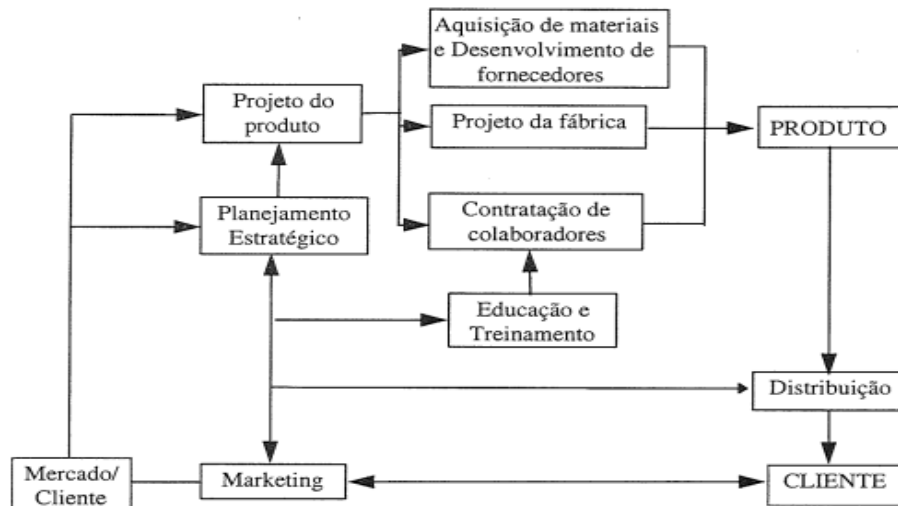 Aquisição de materiais
e Desenvolvimento de
fornecedores
Projeto do
produto
Projeto da fábrica
PRODUTO
Planejamento
Estratégico
Contratação de
colaboradores
Educação e
Treinamento
Distribuição
Mercado/
Cliente
Marketing
CLIENTE